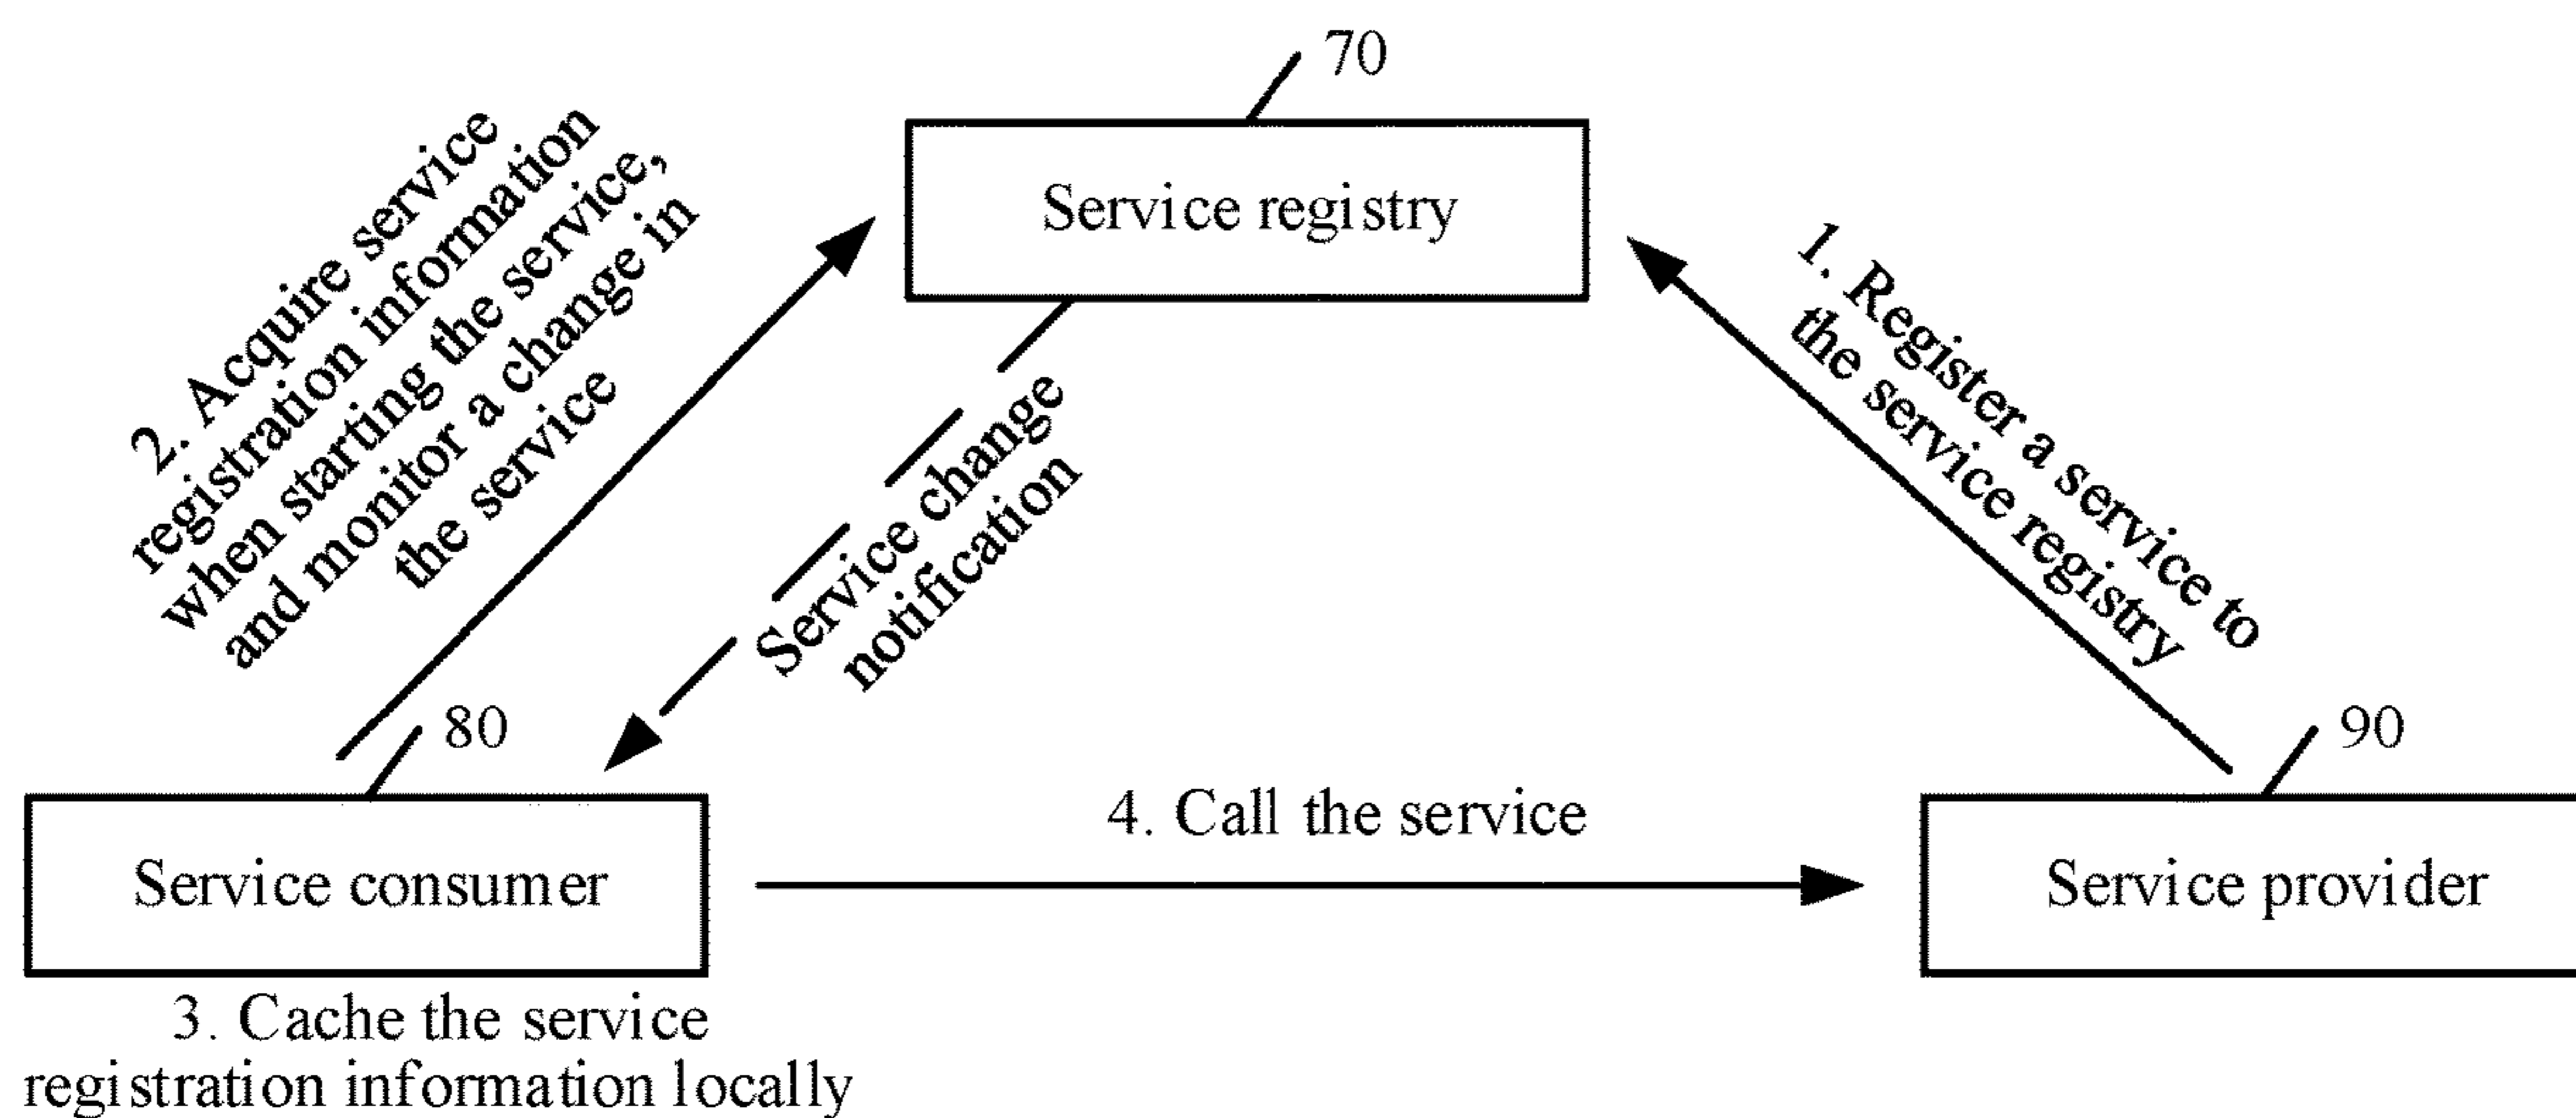 70
Service registry
2. Acquire service
registration information
when starting the service,
and monitor a change in
the service
Service change
notification
1. Register a service to
the service registry
80
Service consumer
4. Call the service
90
Service provider
3. Cache the service
registration information locally